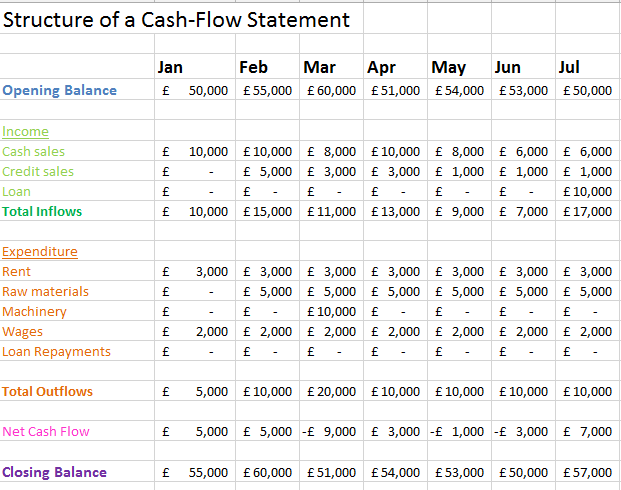 Structure of a Cash-Flow Statement
Jan Feb Mar Apr May Jun Jul
Opening Balance £ 50,000 £ 55,000 £ 60,000 £ 51,000 £ 54,000 £ 53,000 £ 50,000
Income
Cash sales £ 10,000 £ 10,000 £ 8,000 £ 10,000 £ 8,000 £ 6,000 £ 6,000
Credit sales £ - £ 5,000 £ 3,000 £ 3,000 £ 1,000 £ 1,000 £ 1,000
Loan £ - £ - £ - £ - £ - £ - £ 10,000
Total Inflows £ 10,000 £ 15,000 £ 11,000 £ 13,000 £ 9,000 £ 7,000 £ 17,000
Expenditure
Rent £ 3,000 £ 3,000 £ 3,000 £ 3,000 £ 3,000 £ 3,000 £ 3,000
Raw materials £ - £ 5,000 £ 5,000 £ 5,000 £ 5,000 £ 5,000 £ 5,000
Machinery £ - £ - £ 10,000 £ - £ - £ - £ -
Wages £ 2,000 £ 2,000 £ 2,000 £ 2,000 £ 2,000 £ 2,000 £ 2,000
Loan Repayments £ - £ - £ - £ - £ - £ - £ -
Total Outflows £ 5,000 £ 10,000 £ 20,000 £ 10,000 £ 10,000 £ 10,000 £ 10,000
Net Cash Flow £ 5,000 £ 5,000 -£ 9,000 £ 3,000 -£ 1,000 -£ 3,000 £ 7,000
Closing Balance £ 55,000 £ 60,000 £ 51,000 £ 54,000 £ 53,000 £ 50,000 £ 57,000